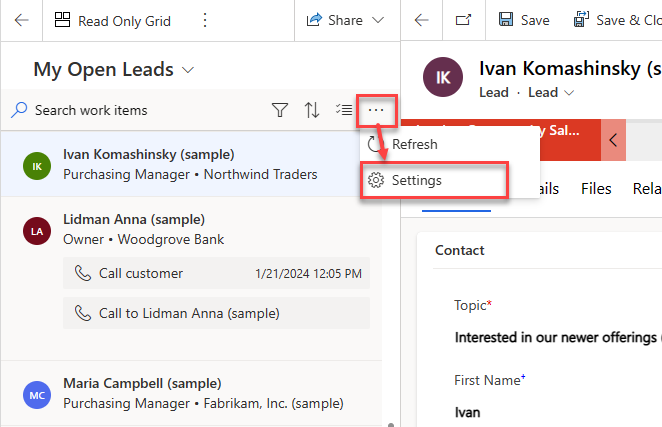 Read Only Grid
Share
Save
Save & Clo
My Open Leads
IK
Ivan Komashinsky (s
Lead · Lead
Search work items
Sal...
Refresh
Settings
ails
Files
Rela
IK
Ivan Komashinsky (sample)
Purchasing Manager • Northwind Traders
LA
Lidman Anna (sample)
Owner • Woodgrove Bank
Call customer
1/21/2024 12:05 PM
Call to Lidman Anna (sample)
MC
Maria Campbell (sample)
Purchasing Manager • Fabrikam, Inc. (sample)
Contact
Topic*
Interested in our newer offerings (
First Name+
Ivan